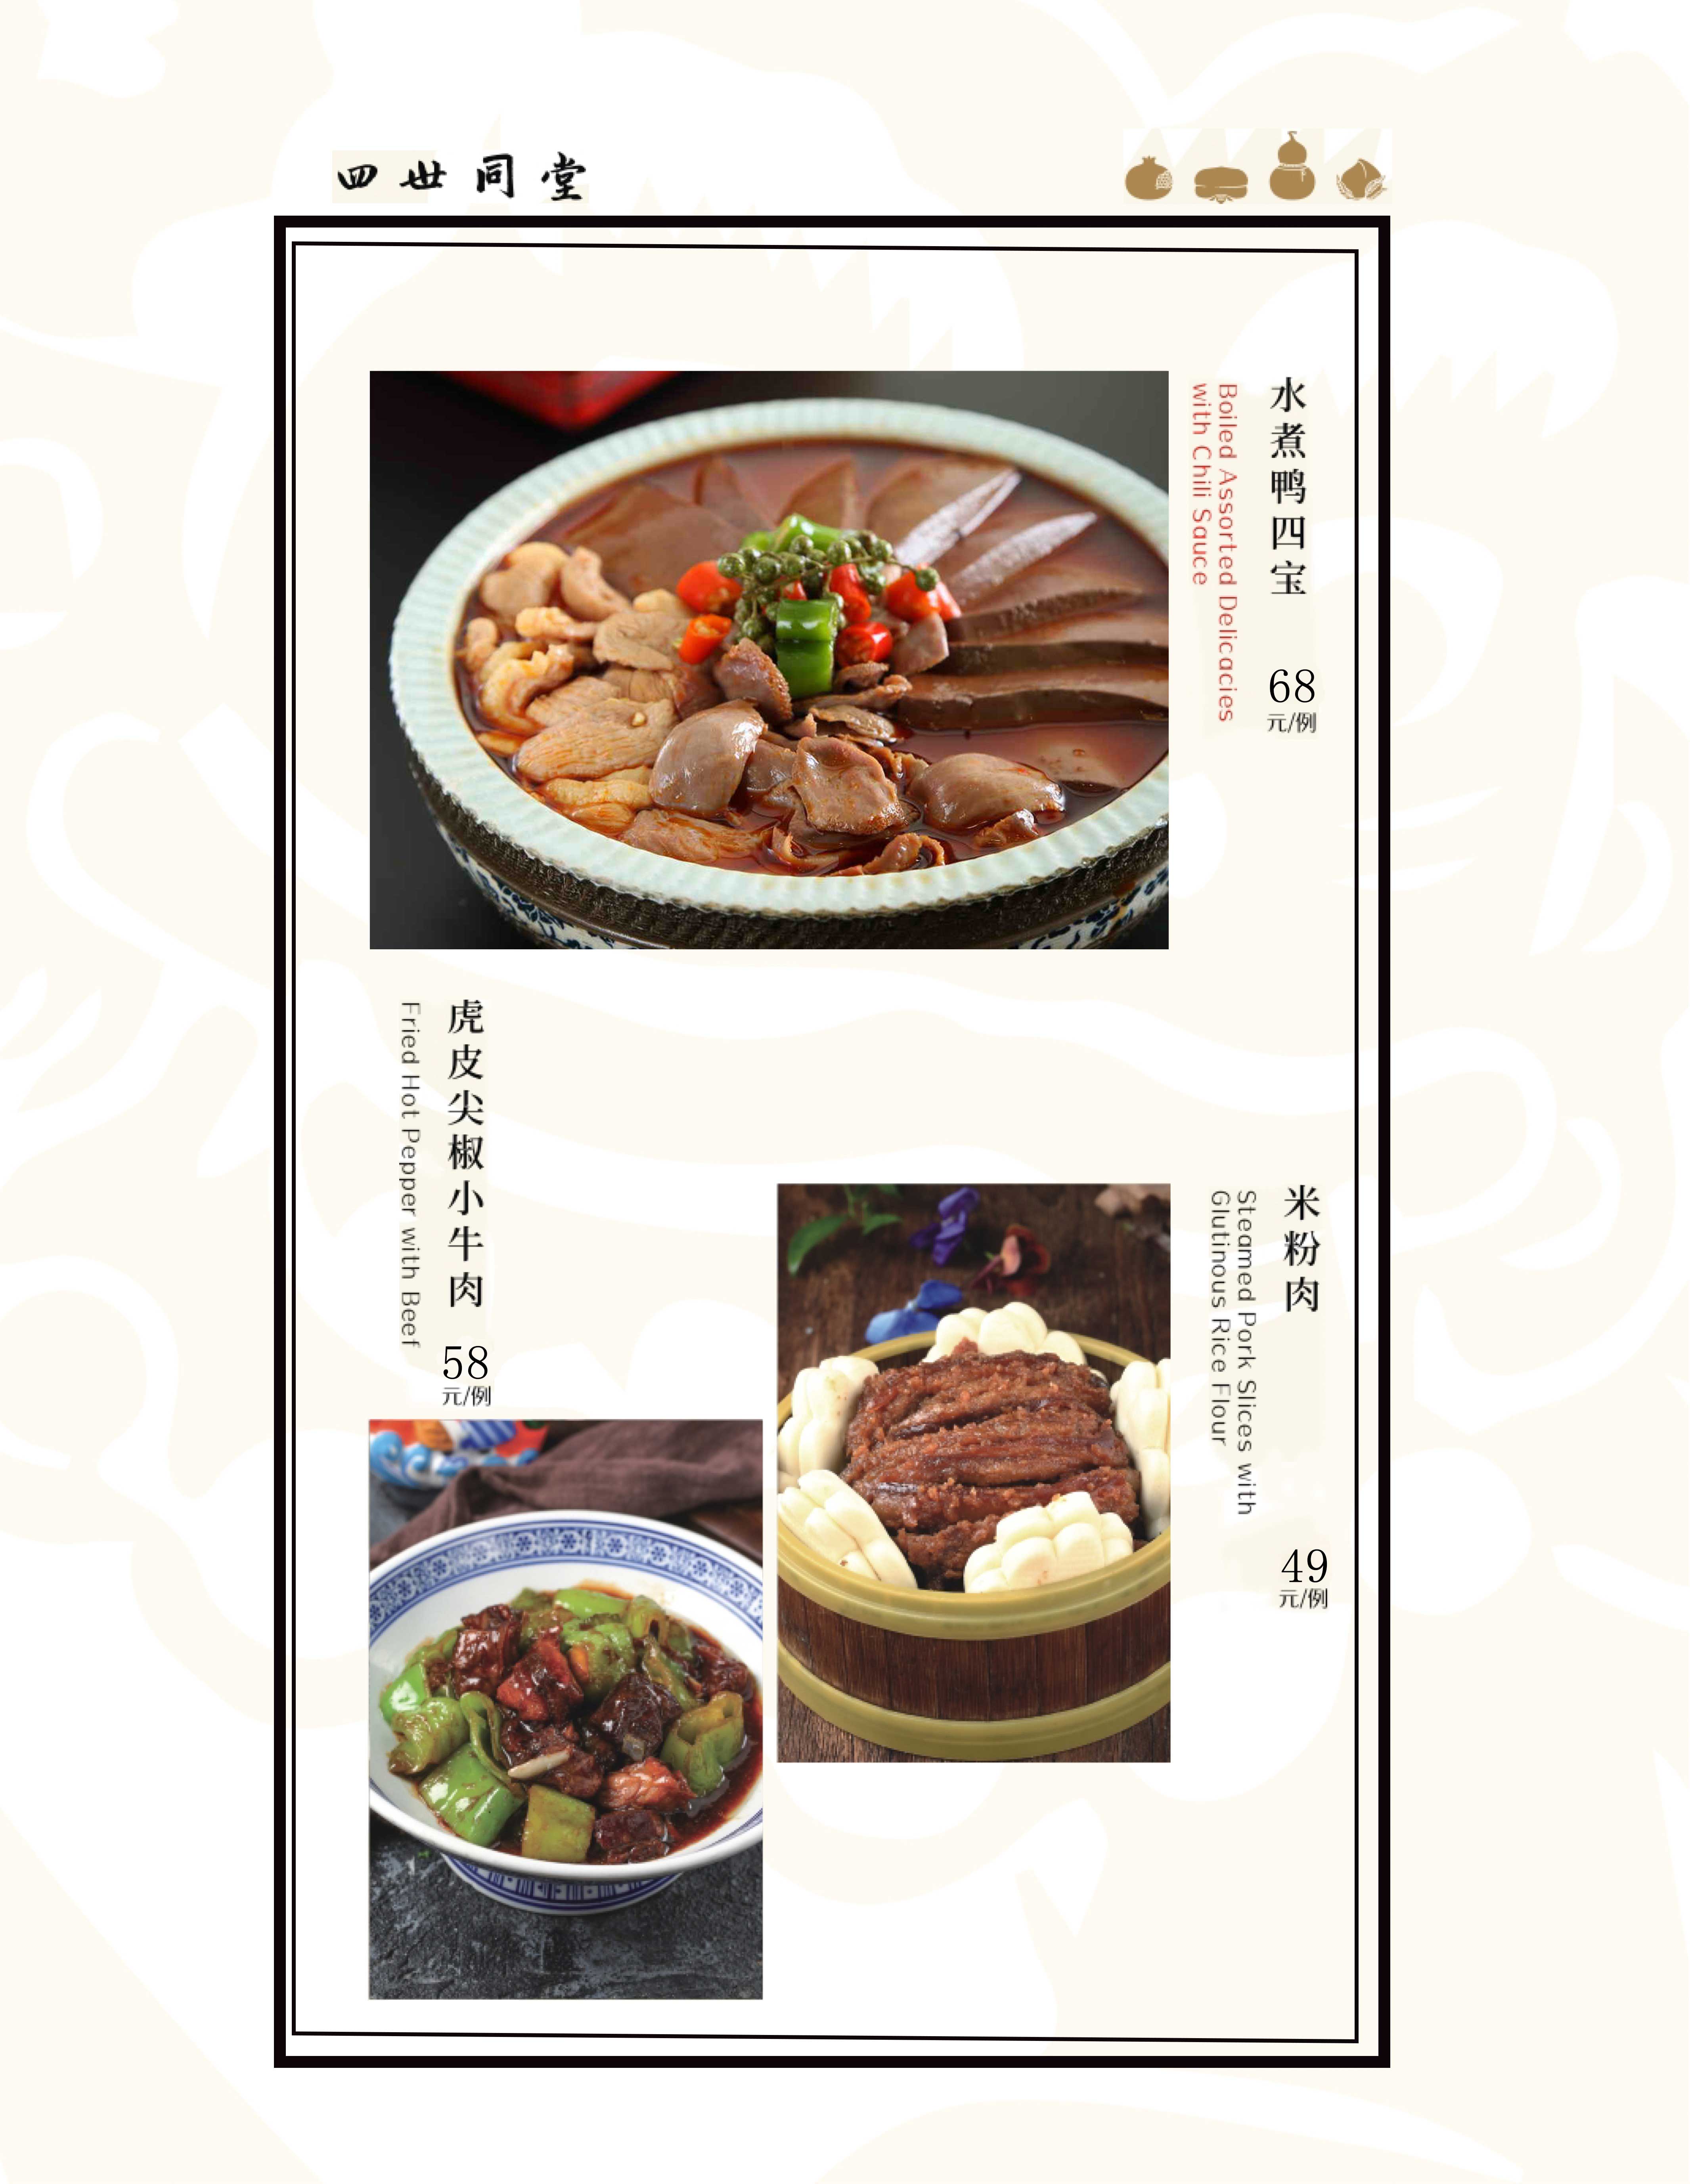 四世同堂
水煮鸭四宝
Boiled Assorted Delicacies
with Chili Sauce
68
元/例
虎皮尖椒小牛肉
Fried Hot Pepper with Beef
58
元/例
米粉肉
Steamed Pork Slices with
Glutinous Rice Flour
49
元/例